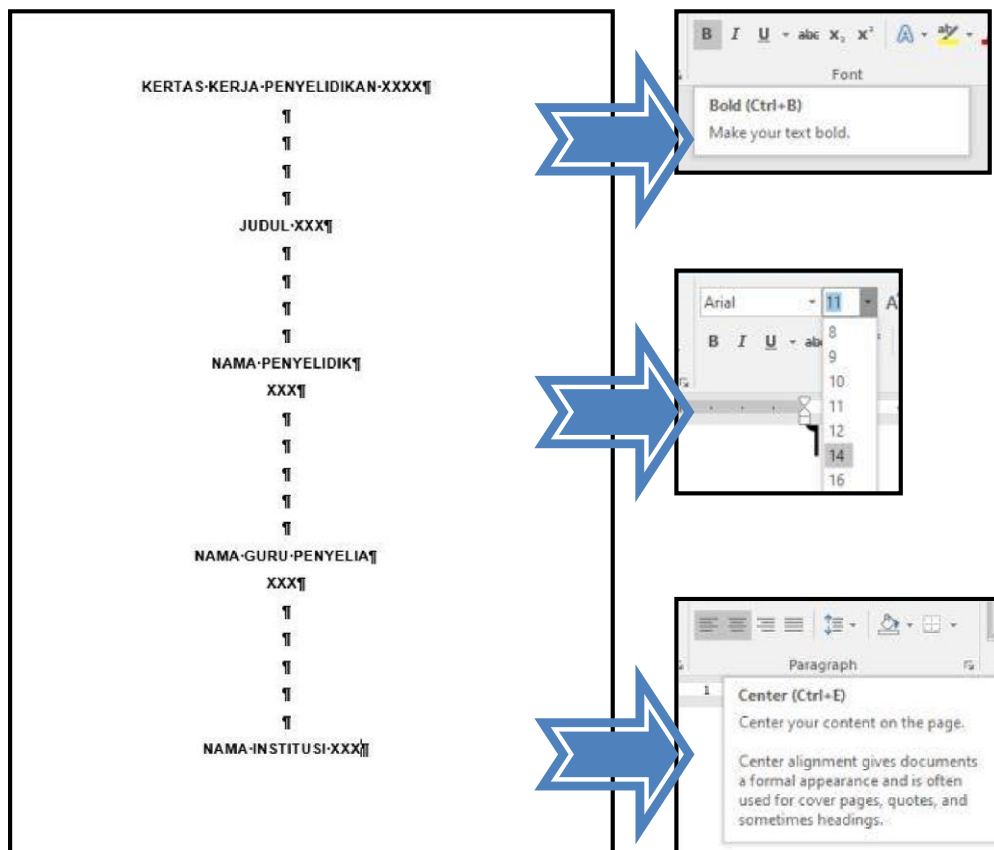 KERTAS·KERJA·PENYELIDIKAN·XXXX¶
¶
¶
¶
¶
JUDUL·XXX¶
¶
¶
¶
¶
NAMA·PENYELIDIK¶
XXX¶
¶
¶
¶
¶
¶
NAMA·GURU·PENYELIA¶
XXX¶
¶
¶
¶
¶
¶
NAMA·INSTITUSI·XXX¶
B I U abc X₂ X² A aby
Font
Bold (Ctrl+B)
Make your text bold.
Arial 11 A
B I U ab
8
9
10
11
12
14
16
¶
Paragraph
1
Center (Ctrl+E)
Center your content on the page.
Center alignment gives documents
a formal appearance and is often
used for cover pages, quotes, and
sometimes headings.